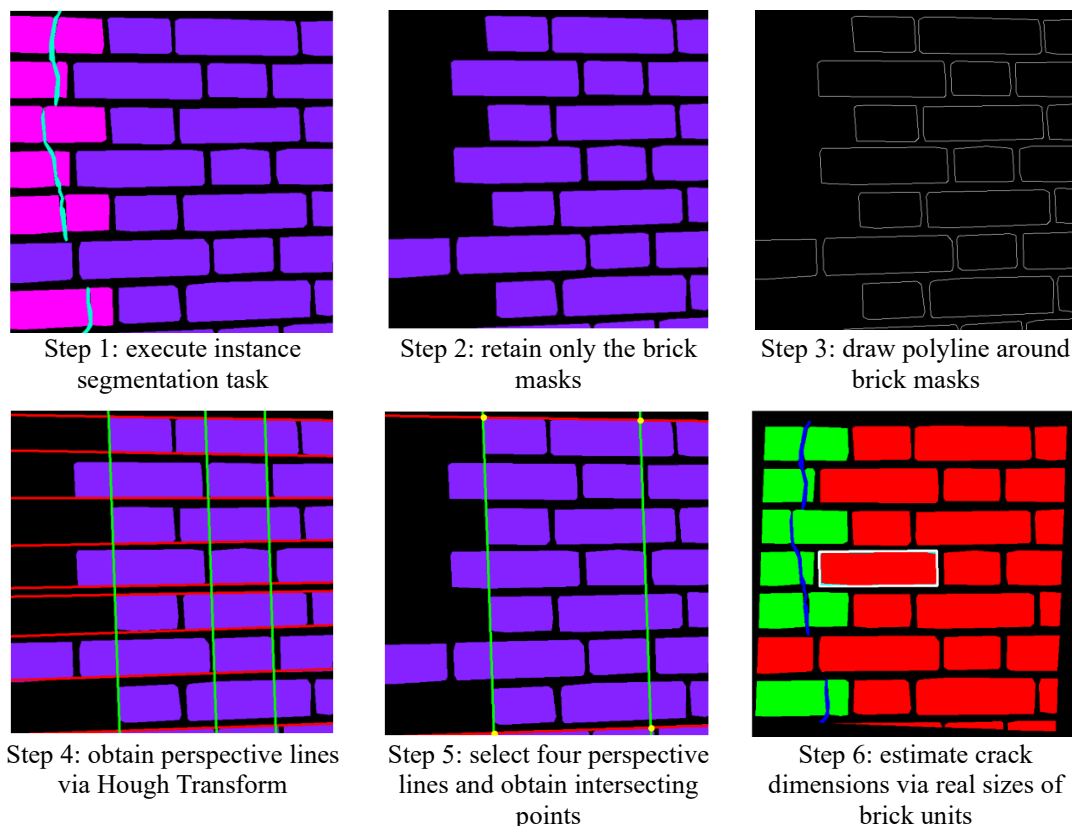 Step 1: execute instance
segmentation task
Step 2: retain only the brick
masks
Step 3: draw polyline around
brick masks
Step 4: obtain perspective lines
via Hough Transform
Step 5: select four perspective
lines and obtain intersecting
points
Step 6: estimate crack
dimensions via real sizes of
brick units